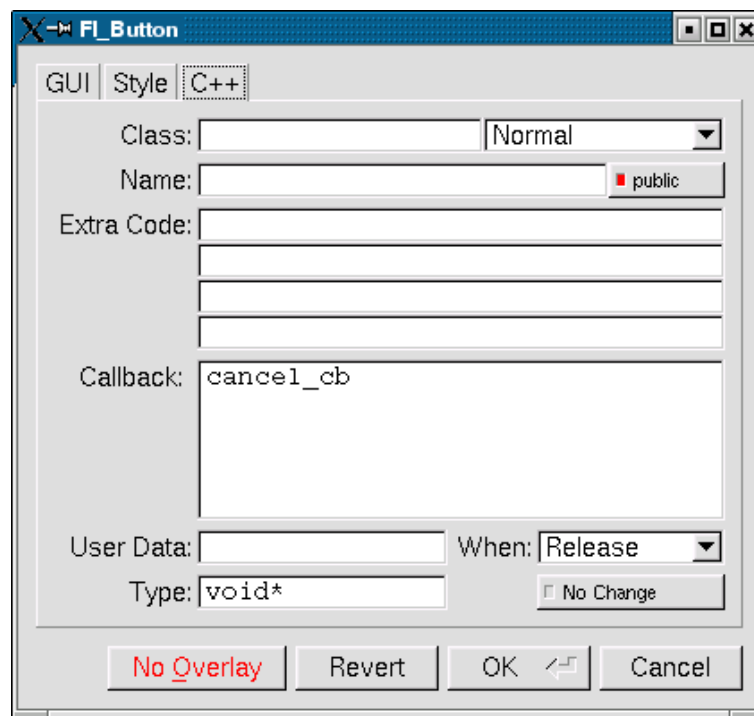 Fl_Button
GUI Style C++
Class: Normal
Name: public
Extra Code:
Callback: cancel_cb
User Data: When: Release
Type: void* No Change
No Overlay Revert OK Cancel